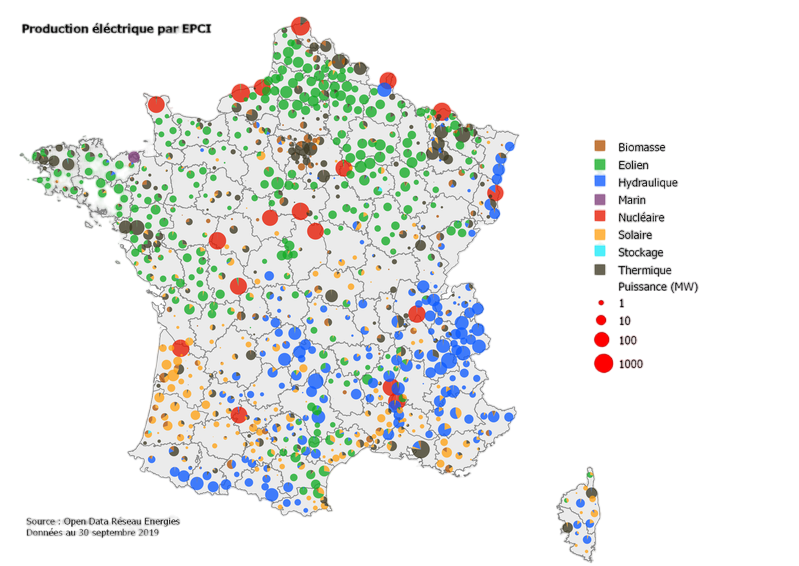 Production éléctrique par EPCI
Biomasse
Eolien
Hydraulique
Marin
Nucléaire
Solaire
Stockage
Thermique
Puissance (MW)
1
10
100
1000
Source : Open Data Réseau Energies
Données au 30 septembre 2019